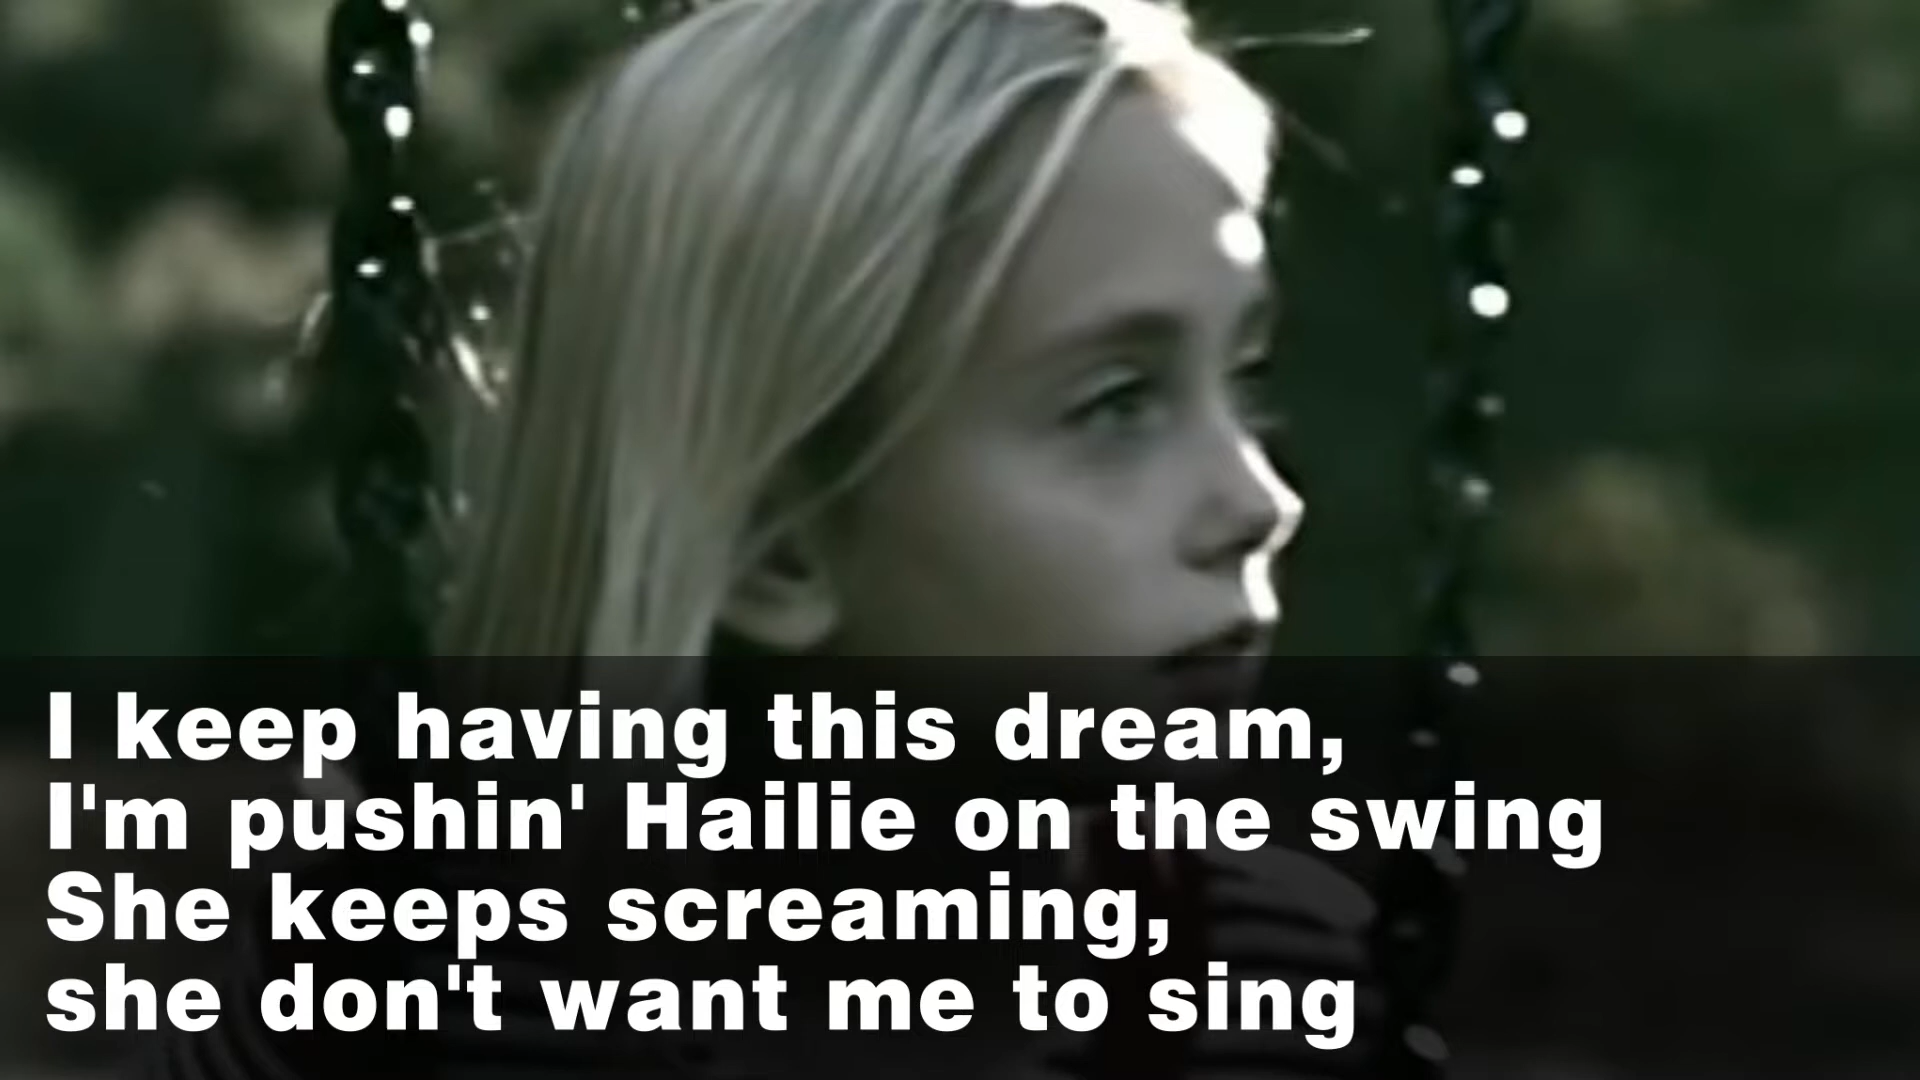 I keep having this dream,
I'm pushin' Hailie on the swing
She keeps screaming,
she don't want me to sing